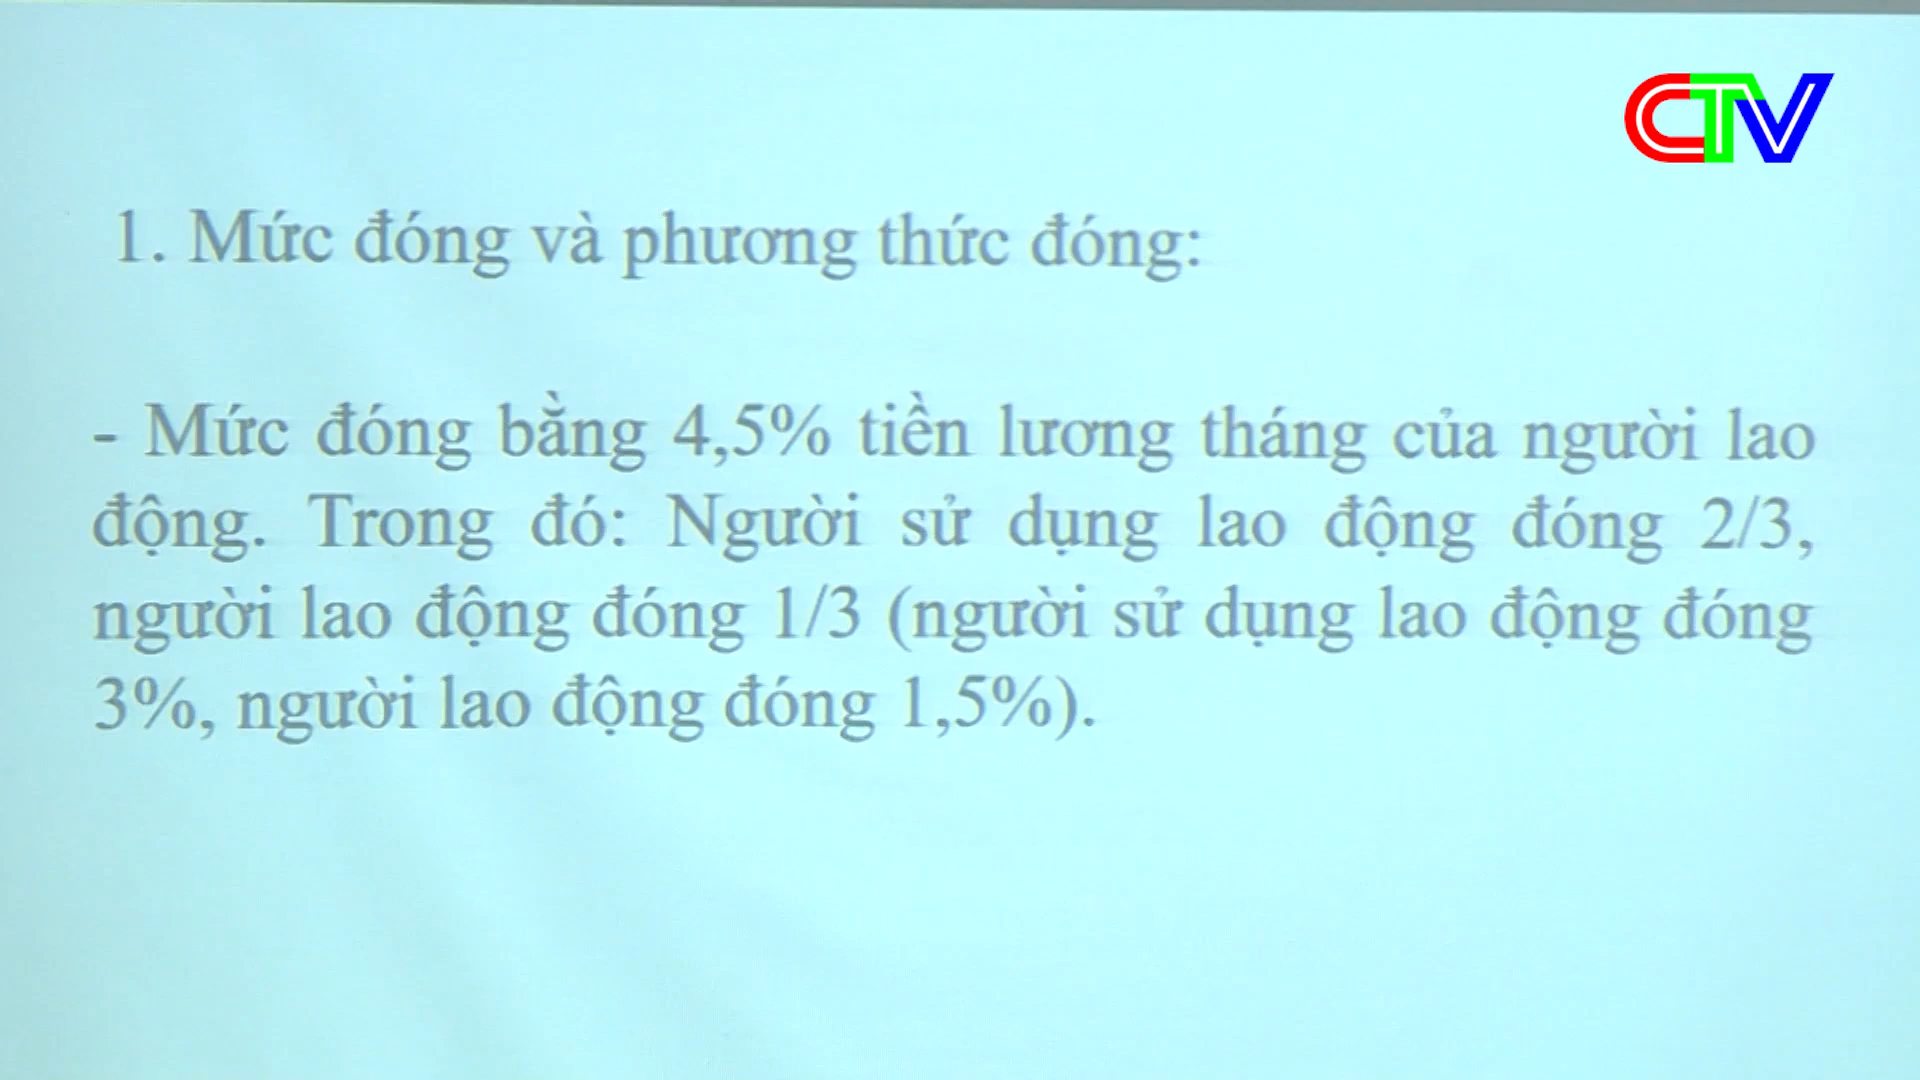 CTV
1. Mức đóng và phương thức đóng:
- Mức đóng bằng 4,5% tiền lương tháng của người lao
động. Trong đó: Người sử dụng lao động đóng 2/3,
người lao động đóng 1/3 (người sử dụng lao động đóng
3%, người lao động đóng 1,5%).